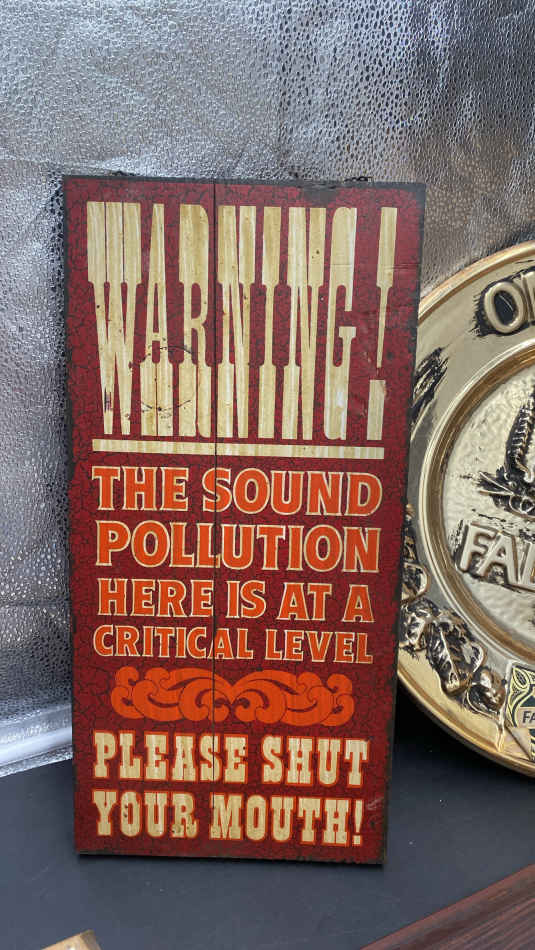 WARNING!
THE SOUND
POLLUTION
HERE IS AT A
CRITICAL LEVEL
PLEASE SHUT
YOUR MOUTH!